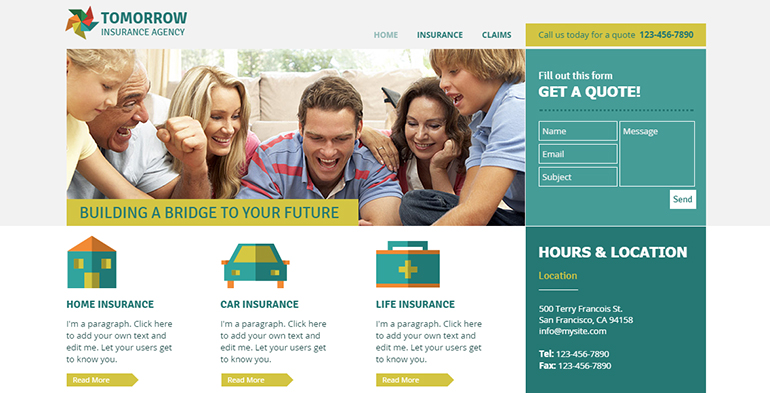 TOMORROW
INSURANCE AGENCY
HOME INSURANCE CLAIMS
Call us today for a quote 123-456-7890
Fill out this form
GET A QUOTE!
Name
Email
Subject
Message
Send
BUILDING A BRIDGE TO YOUR FUTURE
HOME INSURANCE
I'm a paragraph. Click here
to add your own text and
edit me. Let your users get
to know you.
Read More
CAR INSURANCE
I'm a paragraph. Click here
to add your own text and
edit me. Let your users get
to know you.
Read More
LIFE INSURANCE
I'm a paragraph. Click here
to add your own text and
edit me. Let your users get
to know you.
Read More
HOURS & LOCATION
Location
500 Terry Francois St.
San Francisco, CA 94158
info@mysite.com
Tel: 123-456-7890
Fax: 123-456-7890